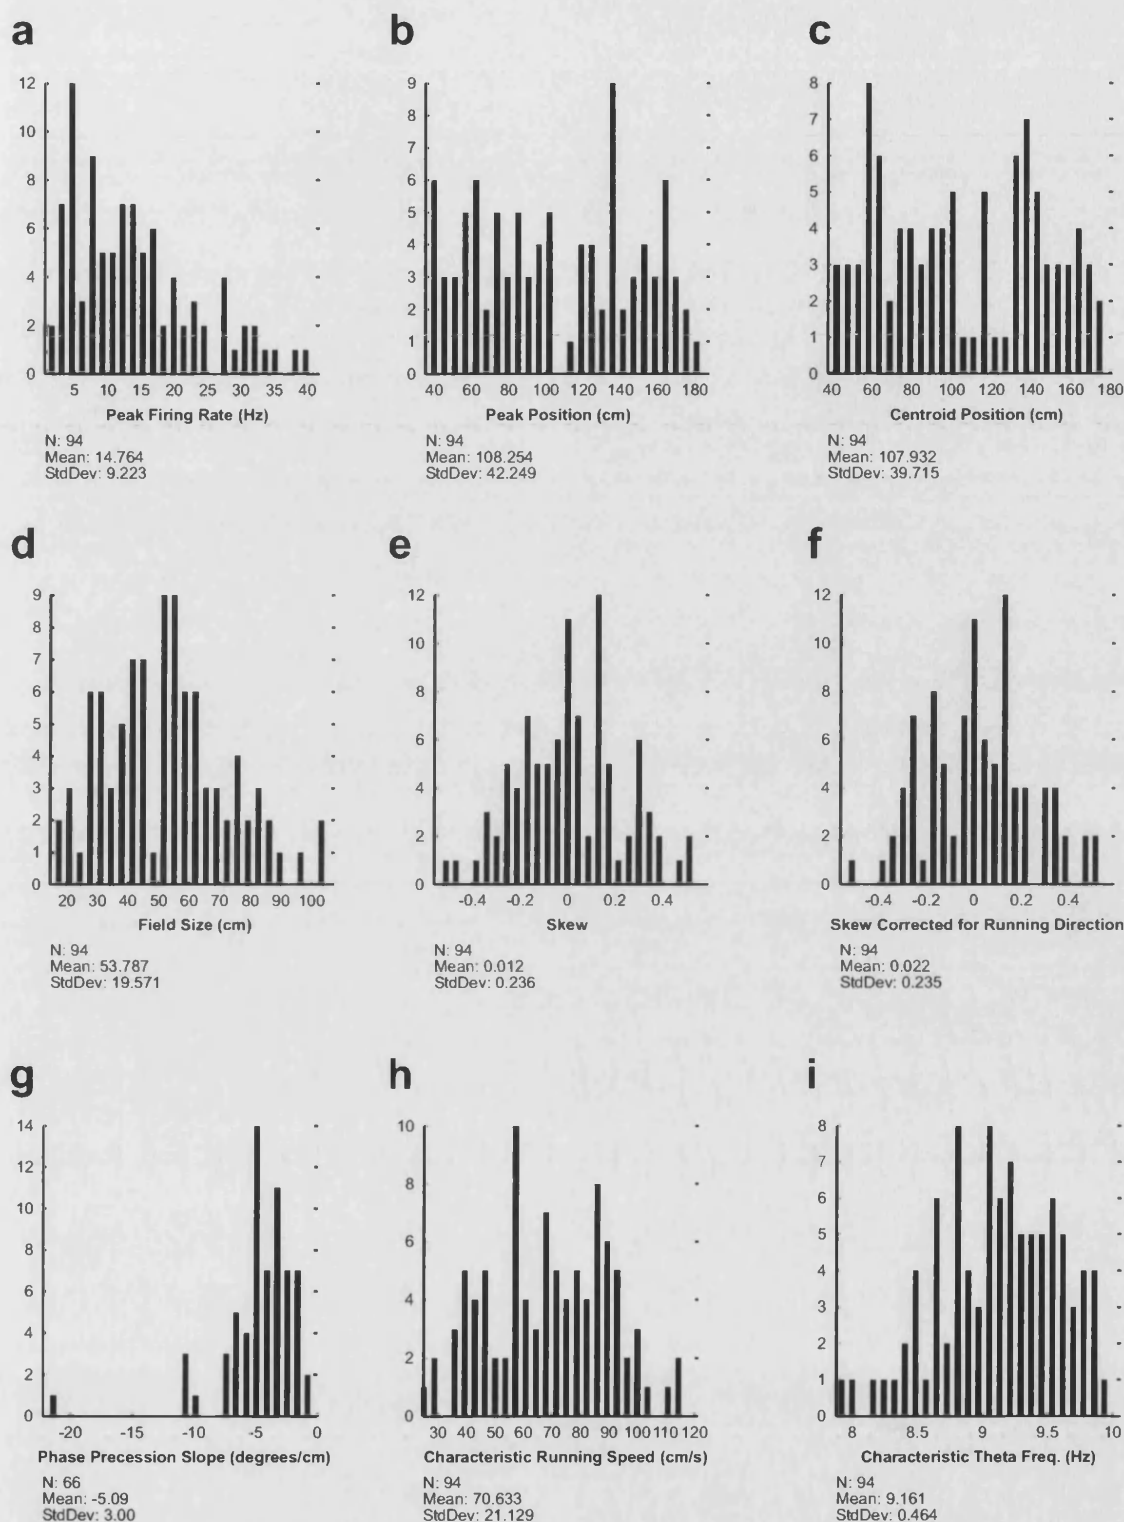 a
12
10
8
6
4
2
0
5 10 15 20 25 30 35 40
Peak Firing Rate (Hz)
N: 94
Mean: 14.764
StdDev: 9.223
b
9
8
7
6
5
4
3
2
1
0
40 60 80 100 120 140 160 180
Peak Position (cm)
N: 94
Mean: 108.254
StdDev: 42.249
c
8
7
6
5
4
3
2
1
0
40 60 80 100 120 140 160 180
Centroid Position (cm)
N: 94
Mean: 107.932
StdDev: 39.715
d
9
8
7
6
5
4
3
2
1
0
20 30 40 50 60 70 80 90 100
Field Size (cm)
N: 94
Mean: 53.787
StdDev: 19.571
e
12
10
8
6
4
2
0
-0.4 -0.2 0 0.2 0.4
Skew
N: 94
Mean: 0.012
StdDev: 0.236
f
12
10
8
6
4
2
0
-0.4 -0.2 0 0.2 0.4
Skew Corrected for Running Direction
N: 94
Mean: 0.022
StdDev: 0.235
g
14
12
10
8
6
4
2
0
-20 -15 -10 -5 0
Phase Precession Slope (degrees/cm)
N: 66
Mean: -5.09
StdDev: 3.00
h
10
8
6
4
2
0
30 40 50 60 70 80 90 100 110 120
Characteristic Running Speed (cm/s)
N: 94
Mean: 70.633
StdDev: 21.129
i
8
7
6
5
4
3
2
1
0
8 8.5 9 9.5 10
Characteristic Theta Freq. (Hz)
N: 94
Mean: 9.161
StdDev: 0.464